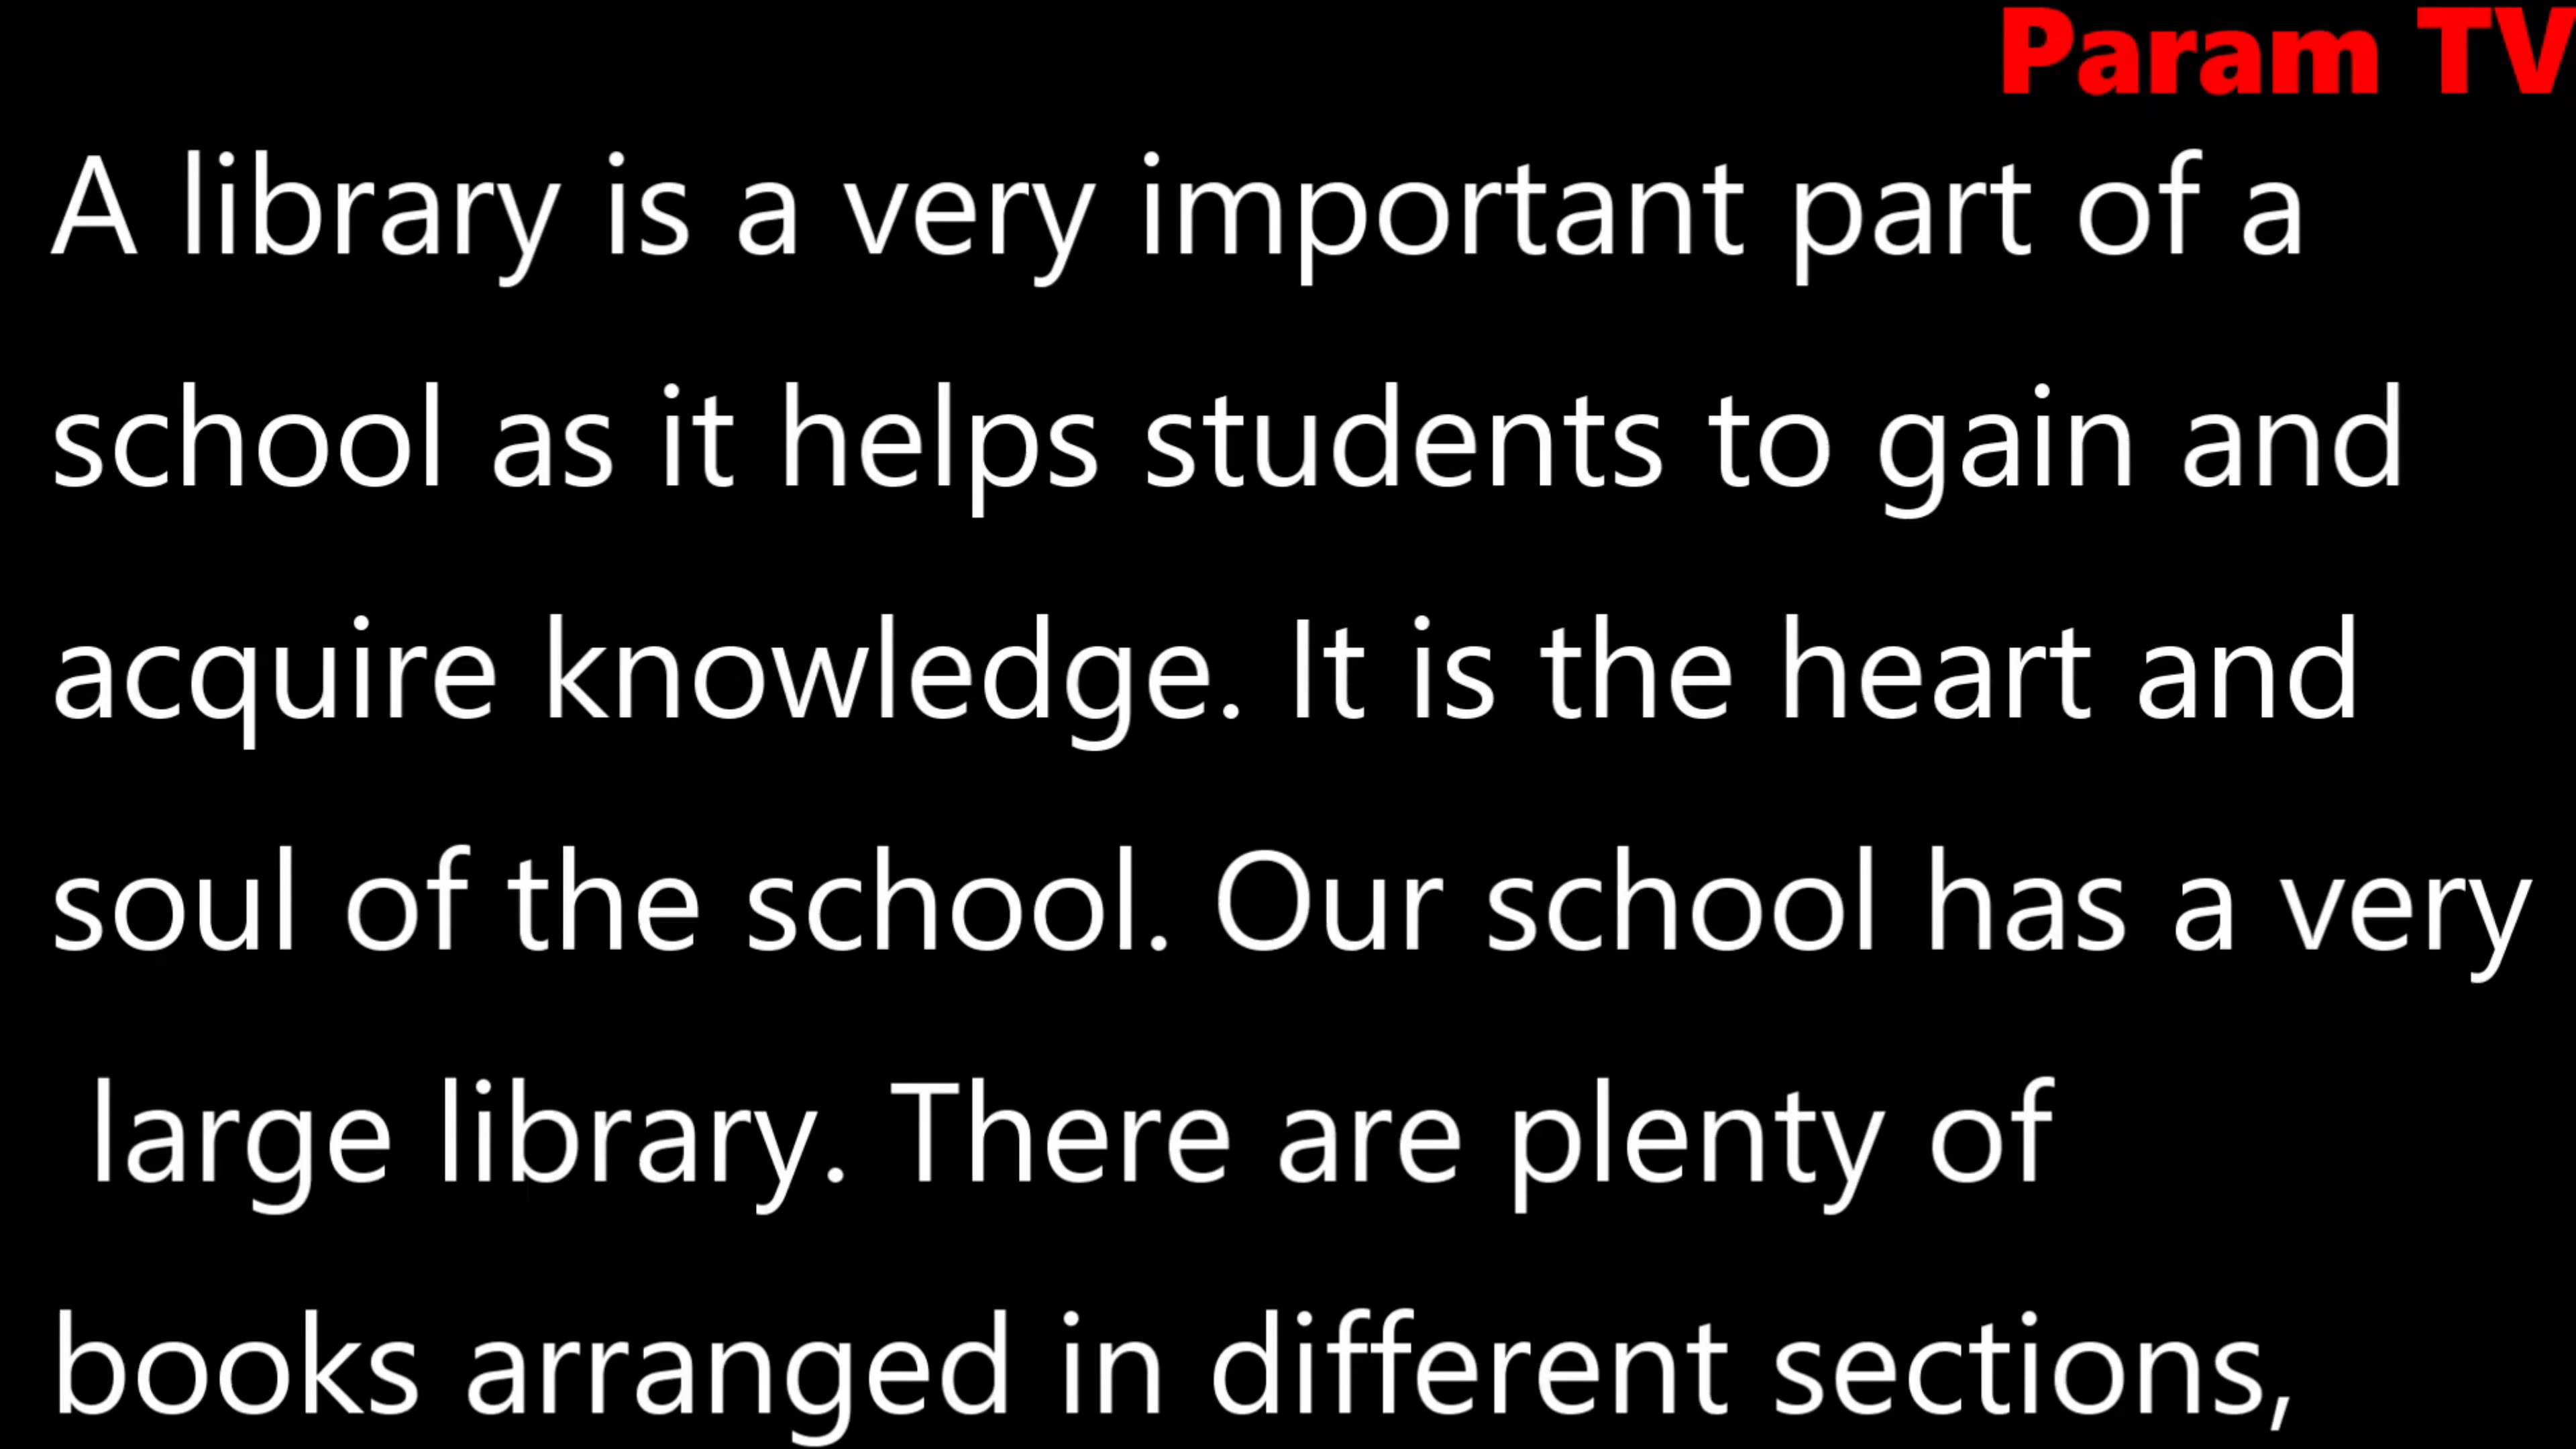 Param TV
A library is a very important part of a
school as it helps students to gain and
acquire knowledge. It is the heart and
soul of the school. Our school has a very
large library. There are plenty of
books arranged in different sections,